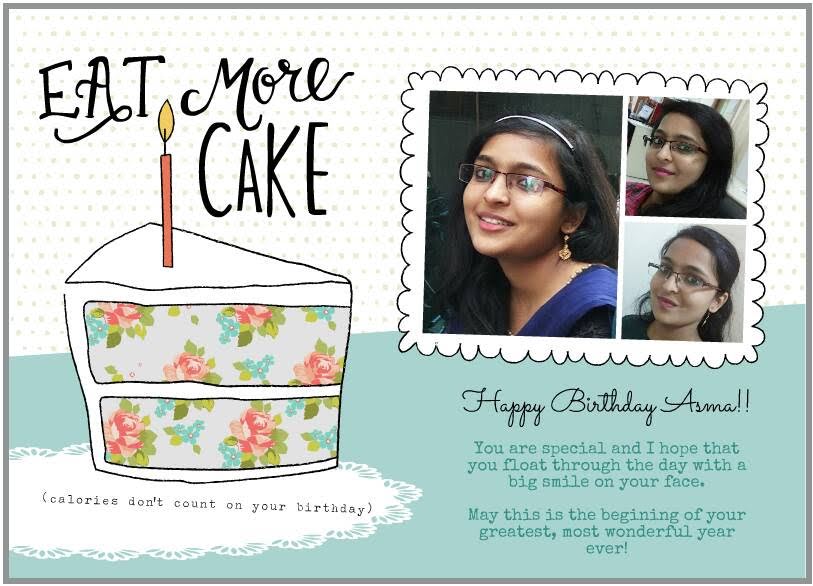 EAT More
CAKE
(calories don't count on your birthday)
Happy Birthday Asma!!
You are special and I hope that
you float through the day with a
big smile on your face.
May this is the begining of your
greatest, most wonderful year
ever!